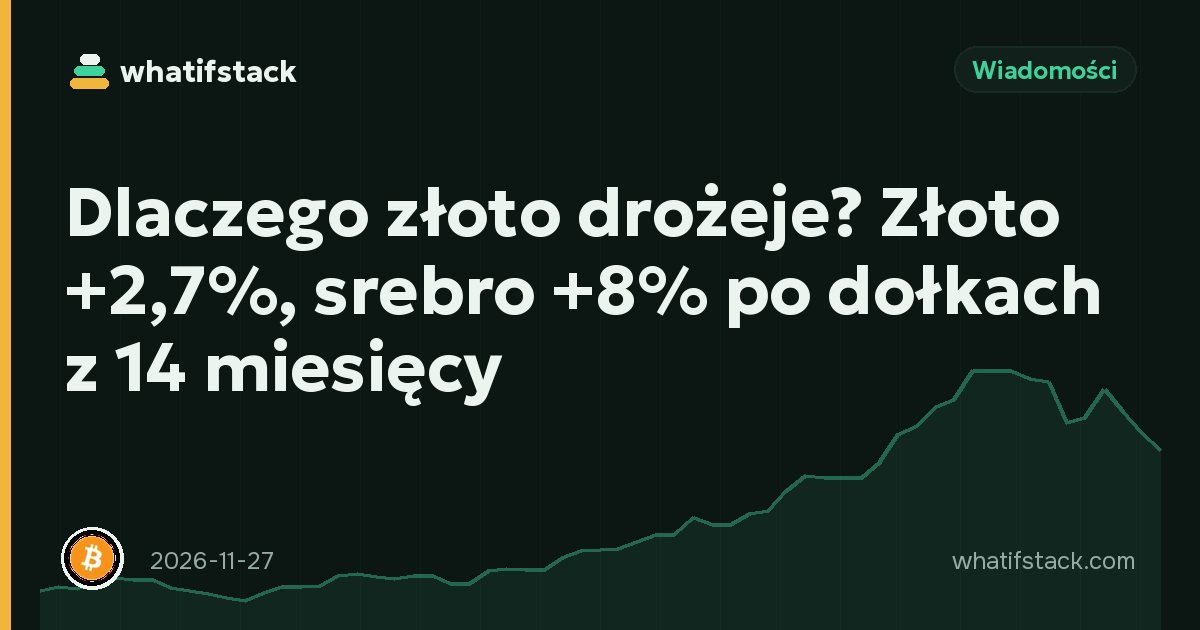 whatifstack
Wiadomości
Dlaczego złoto drożeje? Złoto
+2,7%, srebro +8% po dołkach
z 14 miesięcy
2026-11-27
whatifstack.com